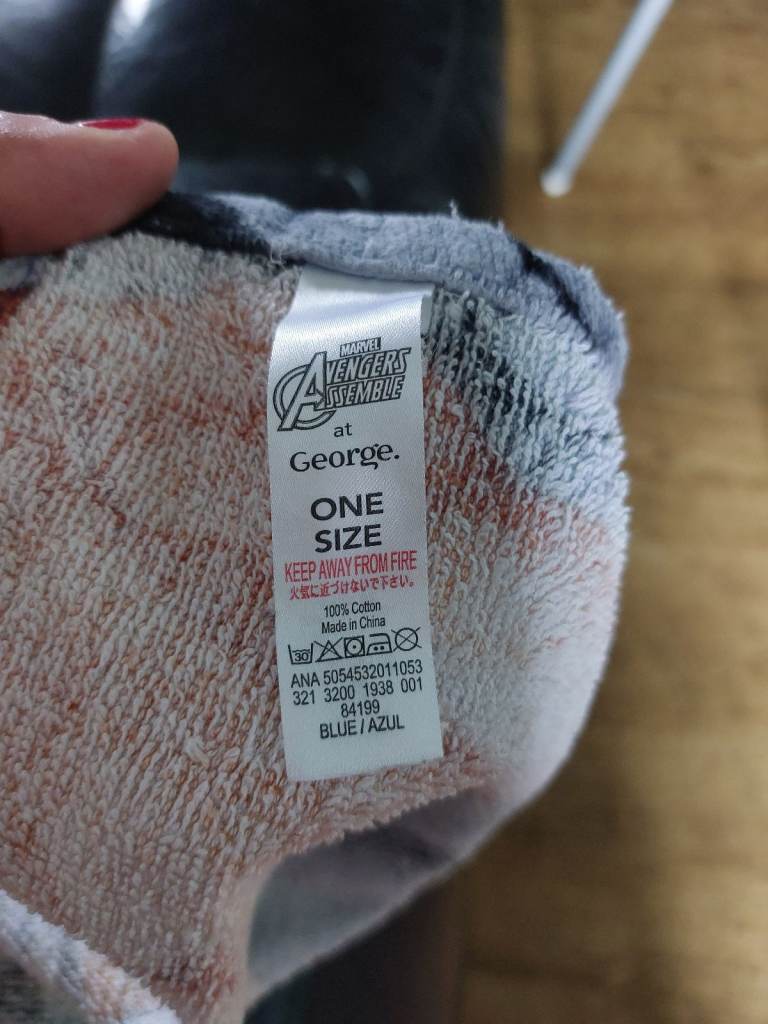 MARVEL
AVENGERS
ASSEMBLE
at
George.
ONE
SIZE
KEEP AWAY FROM FIRE
火気に近づけないで下さい。
100% Cotton
Made in China
30
ANA 5054532011053
321 3200 1938 001
84199
BLUE / AZUL